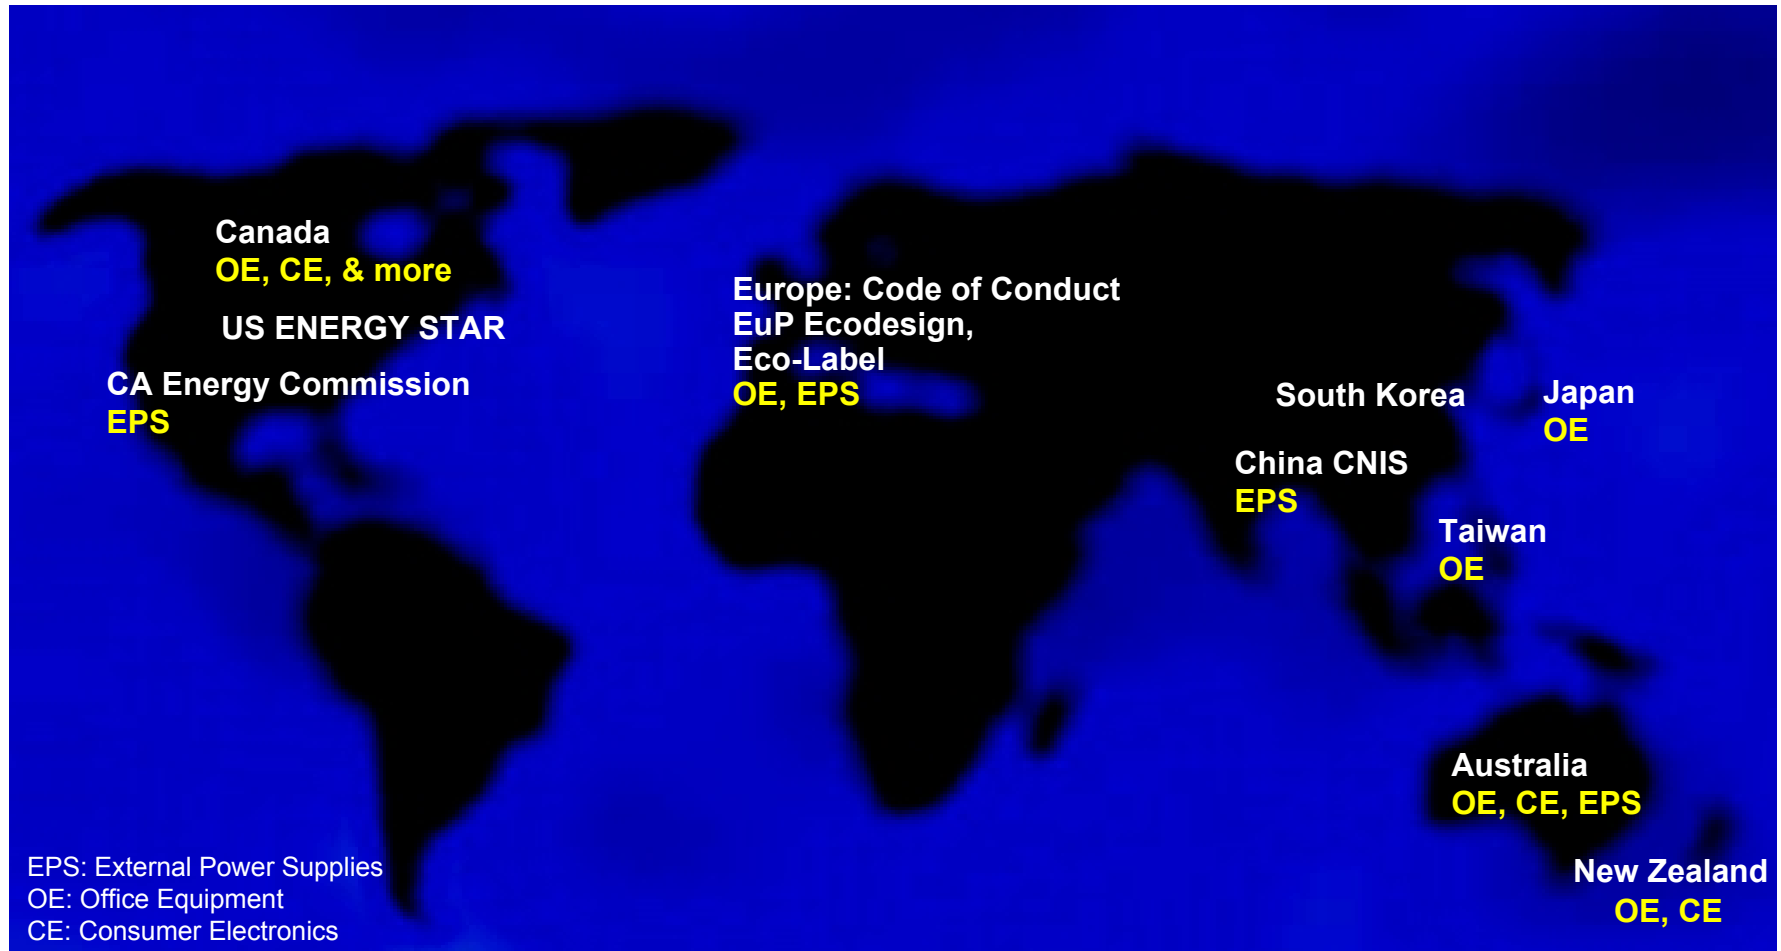 Canada
OE, CE, & more
US ENERGY STAR
CA Energy Commission
EPS
Europe: Code of Conduct
EuP Ecodesign,
Eco-Label
OE, EPS
South Korea
Japan
OE
China CNIS
EPS
Taiwan
OE
Australia
OE, CE, EPS
New Zealand
OE, CE
EPS: External Power Supplies
OE: Office Equipment
CE: Consumer Electronics